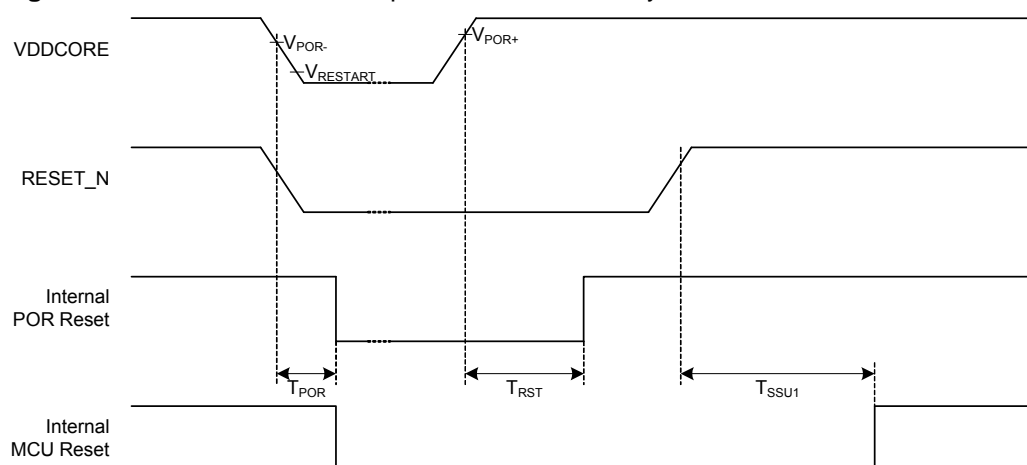 VDDCORE
VPOR-
VRESTART
VPOR+
RESET_N
Internal
POR Reset
TPOR
TRST
TSSU1
Internal
MCU Reset